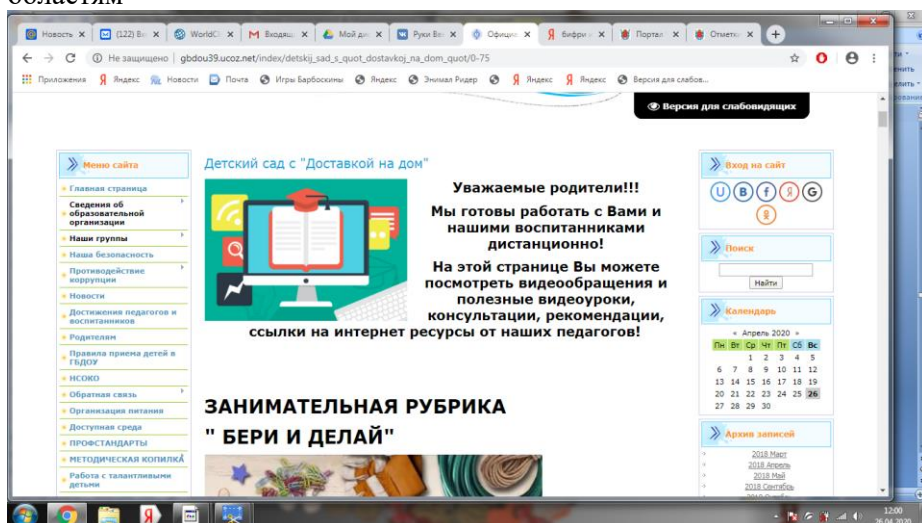 областям
Новость
(122) Вх
WorldCl
Входящ
Мой ди
Руки Ве
Официа
бифри
Портал
Отметк
Не защищено | gbdou39.ucoz.net/index/detskij_sad_s_quot_dostavkoj_na_dom_quot/0-75
Приложения Яндекс Новости Почта Игры Барбоскины Яндекс Энимал Ридер Яндекс Яндекс Версия для слабов...
Версия для слабовидящих
Меню сайта
Главная страница
Сведения об
образовательной
организации
Наши группы
Наша безопасность
Противодействие
коррупции
Новости
Достижения педагогов и
воспитанников
Родителям
Правила приема детей в
ГБДОУ
НСОКО
Обратная связь
Организация питания
Доступная среда
ПРОФСТАНДАРТЫ
МЕТОДИЧЕСКАЯ КОПИЛКА
Работа с талантливыми
детьми
Детский сад с "Доставкой на дом"
Уважаемые родители!!!
Мы готовы работать с Вами и
нашими воспитанниками
дистанционно!
На этой странице Вы можете
посмотреть видеообращения и
полезные видеоуроки,
консультации, рекомендации,
ссылки на интернет ресурсы от наших педагогов!
ЗАНИМАТЕЛЬНАЯ РУБРИКА
" БЕРИ И ДЕЛАЙ"
Вход на сайт
Поиск
Найти
Календарь
« Апрель 2020 »
Пн Вт Ср Чт Пт Сб Вс
1 2 3 4 5
6 7 8 9 10 11 12
13 14 15 16 17 18 19
20 21 22 23 24 25 26
27 28 29 30
Архив записей
2018 Март
2018 Апрель
2018 Май
2018 Сентябрь
12:00
26.04.2020